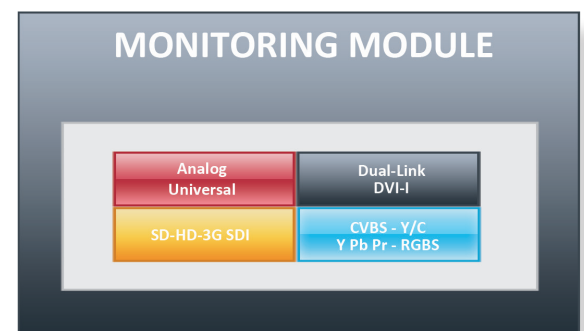 MONITORING MODULE
Analog
Universal
Dual-Link
DVI-I
SD-HD-3G SDI
CVBS - Y/C
Y Pb Pr - RGBS